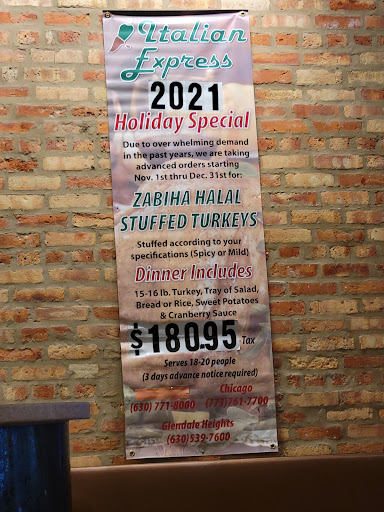 Italian
Express
2021
Holiday Special
Due to over whelming demand
in the past years, we are taking
advanced orders starting
Nov. 1st thru Dec. 31st for:
ZABIHA HALAL
STUFFED TURKEYS
Stuffed according to your
specifications (Spicy or Mild)
Dinner Includes
15-16 lb. Turkey, Tray of Salad,
Bread or Rice, Sweet Potatoes
& Cranberry Sauce
$180.95 Tax
Serves 18-20 people
(3 days advance notice required)
Chicago
(630) 771-8000 (773)761-7700
Glendale Heights
(630)539-7600